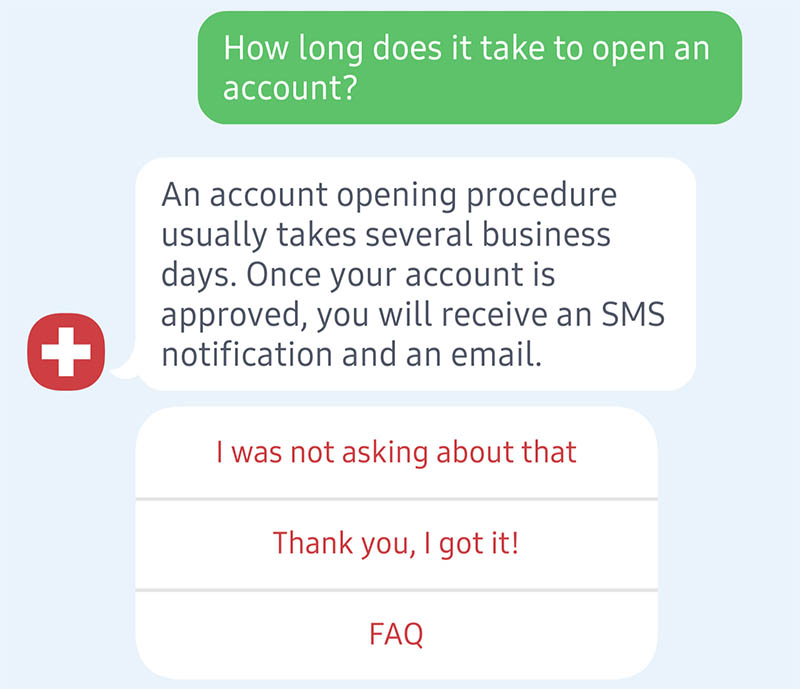 How long does it take to open an
account?
An account opening procedure
usually takes several business
days. Once your account is
approved, you will receive an SMS
notification and an email.
I was not asking about that
Thank you, I got it!
FAQ